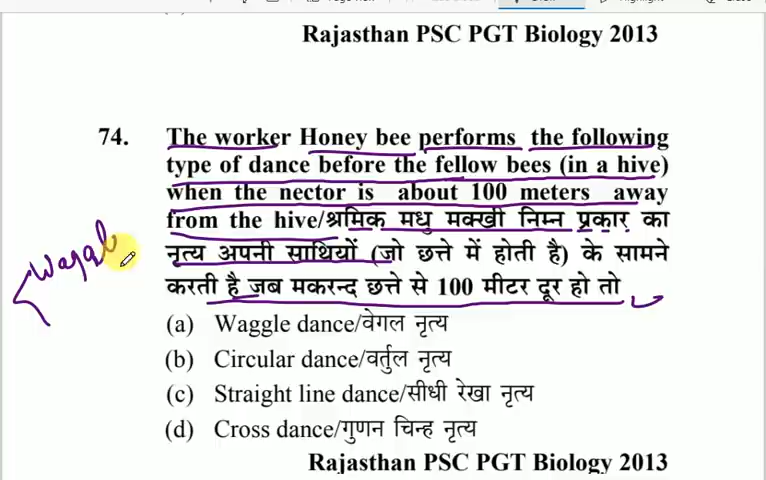 Rajasthan PSC PGT Biology 2013
74. The worker Honey bee performs the following
type of dance before the fellow bees (in a hive)
when the nector is about 100 meters away
from the hive/श्रमिक मधु मक्खी निम्न प्रकार का
नृत्य अपनी साथियों (जो छत्ते में होती है) के सामने
करती है जब मकरन्द छत्ते से 100 मीटर दूर हो तो
(a) Waggle dance/वेगल नृत्य
(b) Circular dance/वर्तुल नृत्य
(c) Straight line dance/सीधी रेखा नृत्य
(d) Cross dance/गुणन चिन्ह नृत्य
Rajasthan PSC PGT Biology 2013